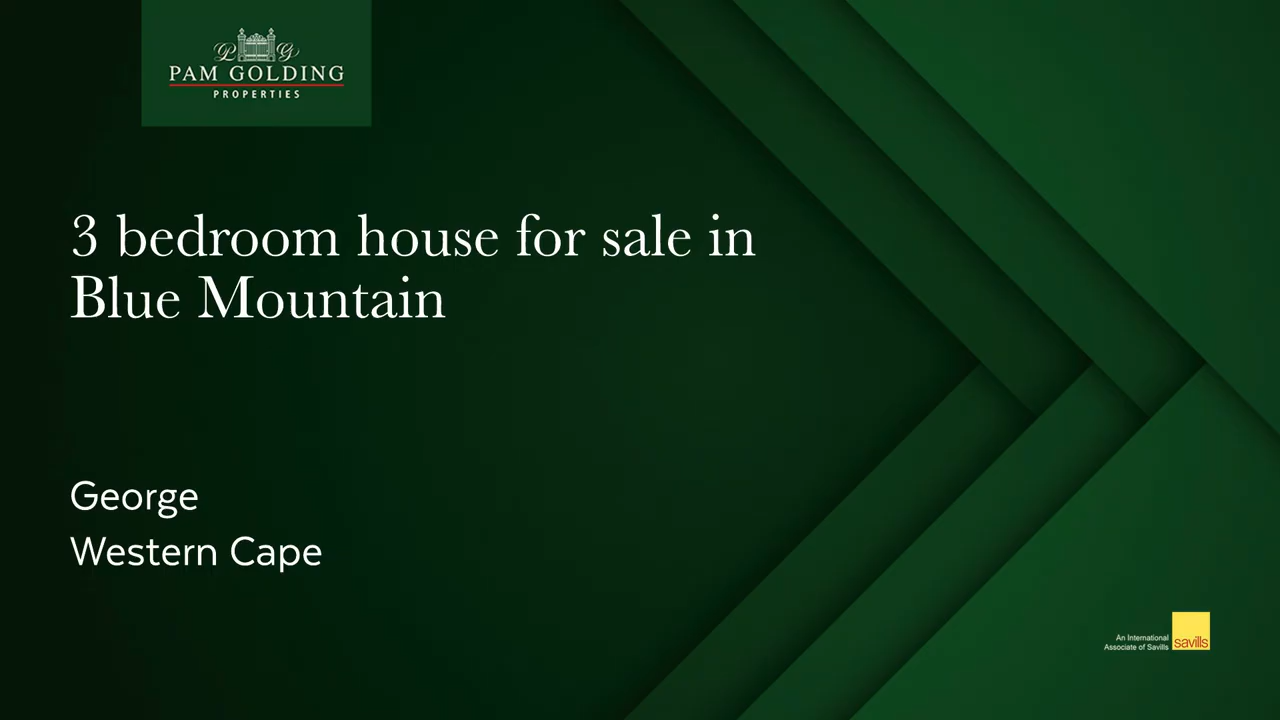 PG
PAM GOLDING
PROPERTIES
3 bedroom house for sale in
Blue Mountain
George
Western Cape
An International
Associate of Savills
savills